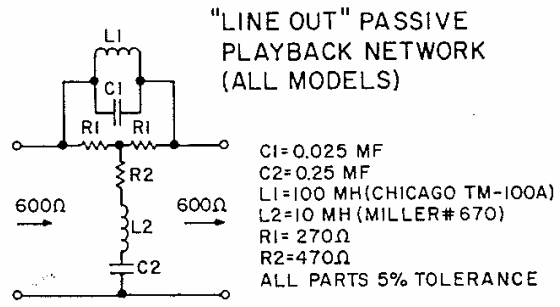 "LINE OUT" PASSIVE
PLAYBACK NETWORK
(ALL MODELS)
L1
C1
R1 R1
R2
600Ω 600Ω
L2
C2
C1=0.025 MF
C2=0.25 MF
L1=100 MH(CHICAGO TM-100A)
L2=10 MH(MILLER#670)
R1=270Ω
R2=470Ω
ALL PARTS 5% TOLERANCE